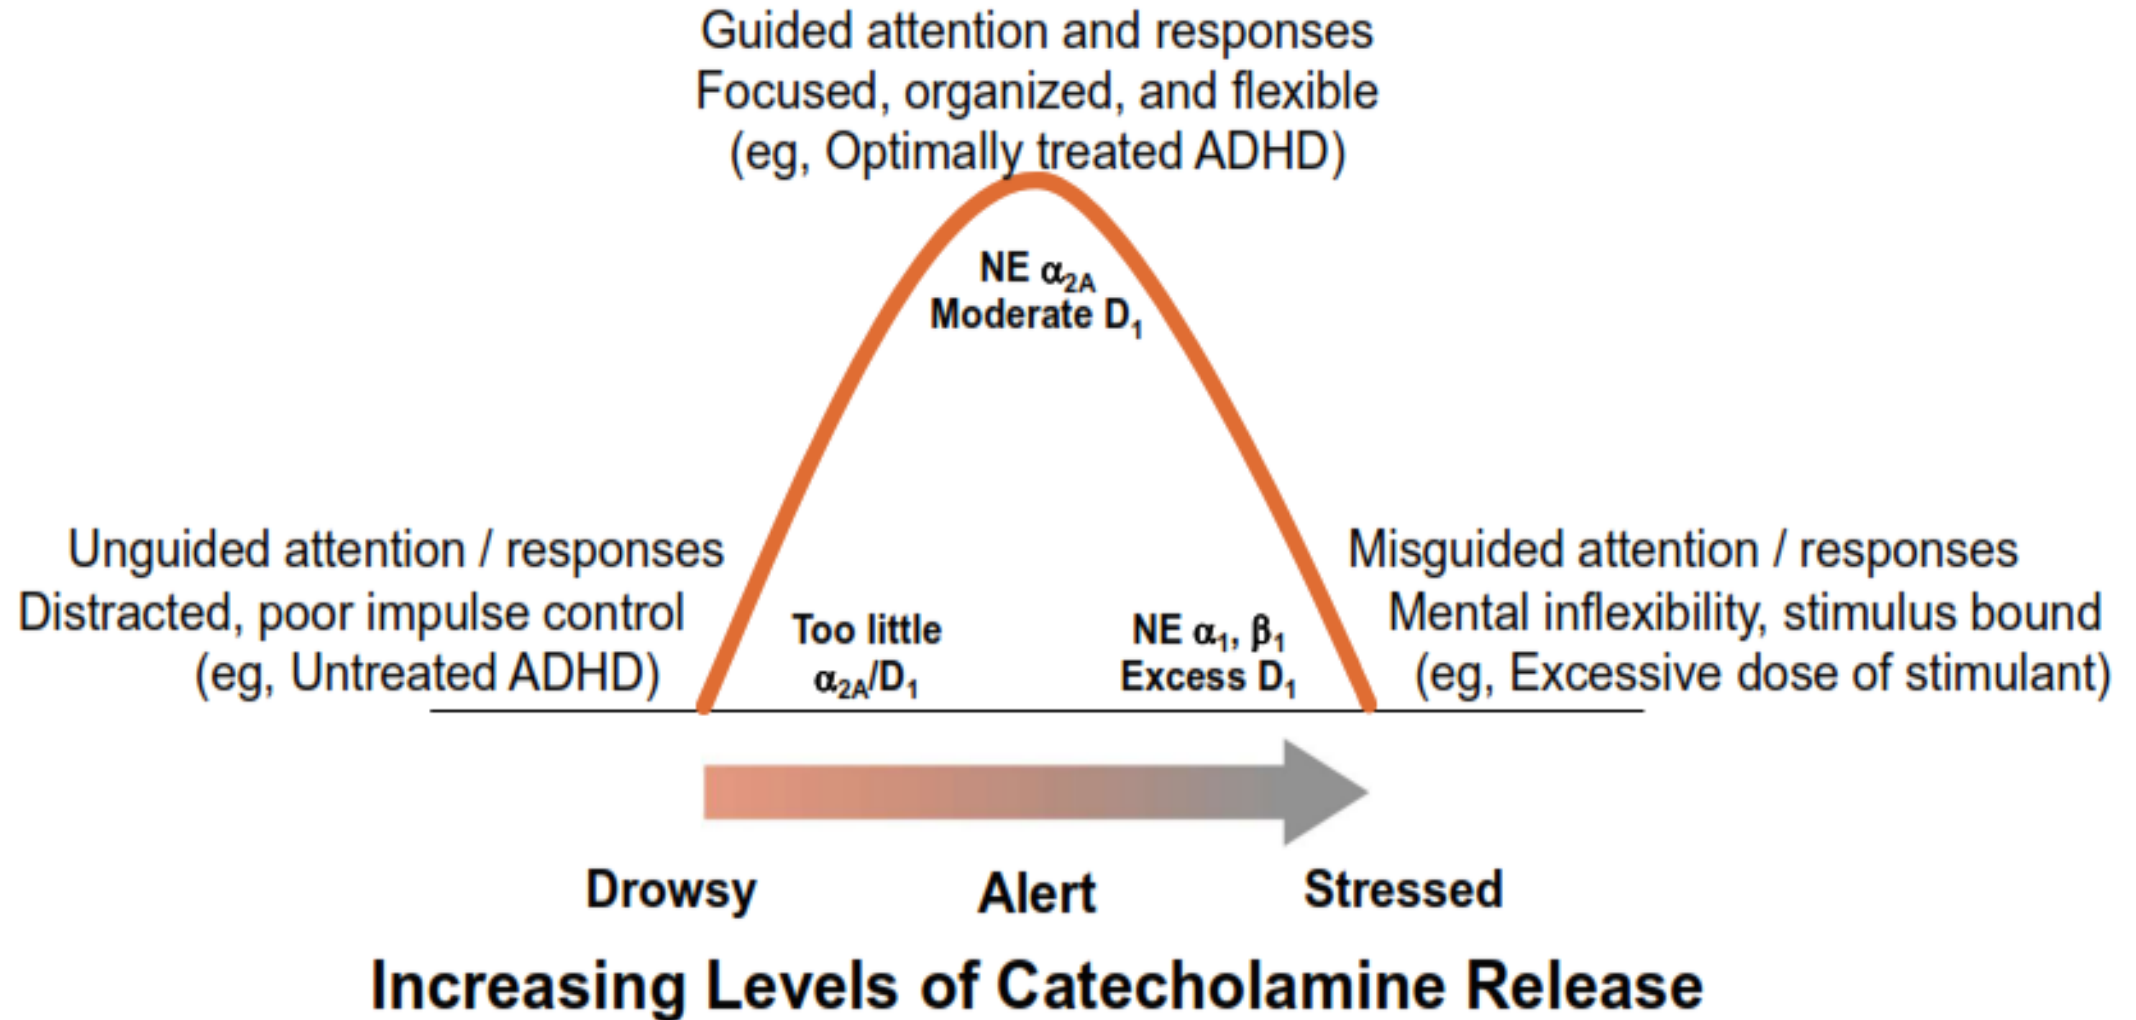 Guided attention and responses
Focused, organized, and flexible
(eg, Optimally treated ADHD)
NE α2A
Moderate D1
Unguided attention / responses
Distracted, poor impulse control
(eg, Untreated ADHD)
Too little
α2A/D1
NE α1, β1
Excess D1
Misguided attention / responses
Mental inflexibility, stimulus bound
(eg, Excessive dose of stimulant)
Drowsy
Alert
Stressed
Increasing Levels of Catecholamine Release